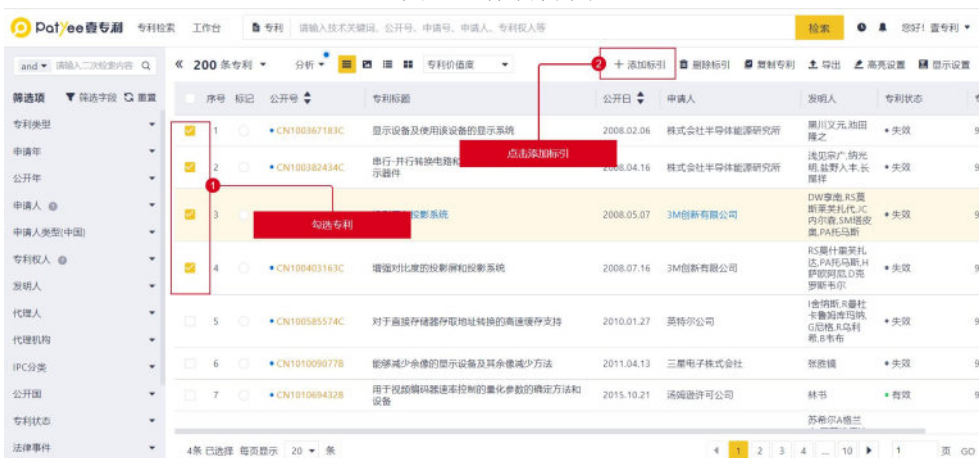 Patyee壹专利 专利检索 工作台 专利 请输入技术关键词、公开号、申请号、申请人、专利权人等 检索 您好! 壹专利
and 请输入二次检索内容 200 条专利 分析 专利价值度 2 + 添加标引 删除标引 复制专利 导出 高亮设置 显示设置
筛选项 筛选字段 重置 序号 标记 公开号 专利标题 公开日 申请人 发明人 专利状态
专利类型
申请年
公开年
申请人
申请人类型(中国)
专利权人
发明人
代理人
代理机构
IPC分类
公开国
专利状态
法律事件
1 CN100367183C 显示设备及使用该设备的显示系统 2008.02.06 株式会社半导体能源研究所 黑川义元,池田隆之 失效
点击添加标引
2 CN100382434C 串行-并行转换电路和 示器件 2008.04.16 株式会社半导体能源研究所 失效
1
勾选专利
3 投影系统 2008.05.07 3M创新有限公司 失效
4 CN100403163C 增强对比度的投影屏和投影系统 2008.07.16 3M创新有限公司 失效
5 CN100585574C 对于直接存储器存取地址转换的高速缓存支持 2010.01.27 英特尔公司 失效
6 CN101009077B 能够减少余像的显示设备及其余像减少方法 2011.04.13 三星电子株式会社 张胜镐 失效
7 CN101069432B 用于视频编码器速率控制的量化参数的确定方法和设备 2015.10.21 汤姆逊许可公司 林书 有效
苏希尔A格兰
4条 已选择 每页显示 20 条 1 2 3 4 ... 10 1 页 GO